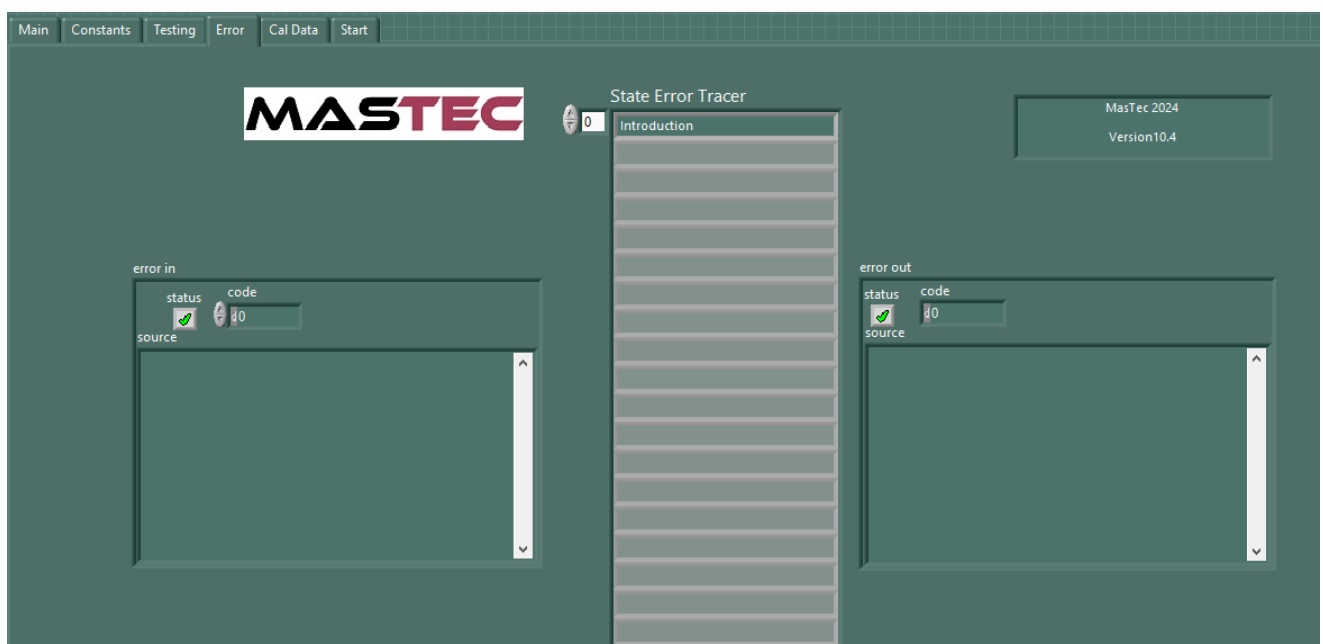 Main Constants Testing Error Cal Data Start
MASTEC
State Error Tracer
0
Introduction
MasTec 2024
Version10.4
error in
status code
d0
source
error out
status code
d0
source